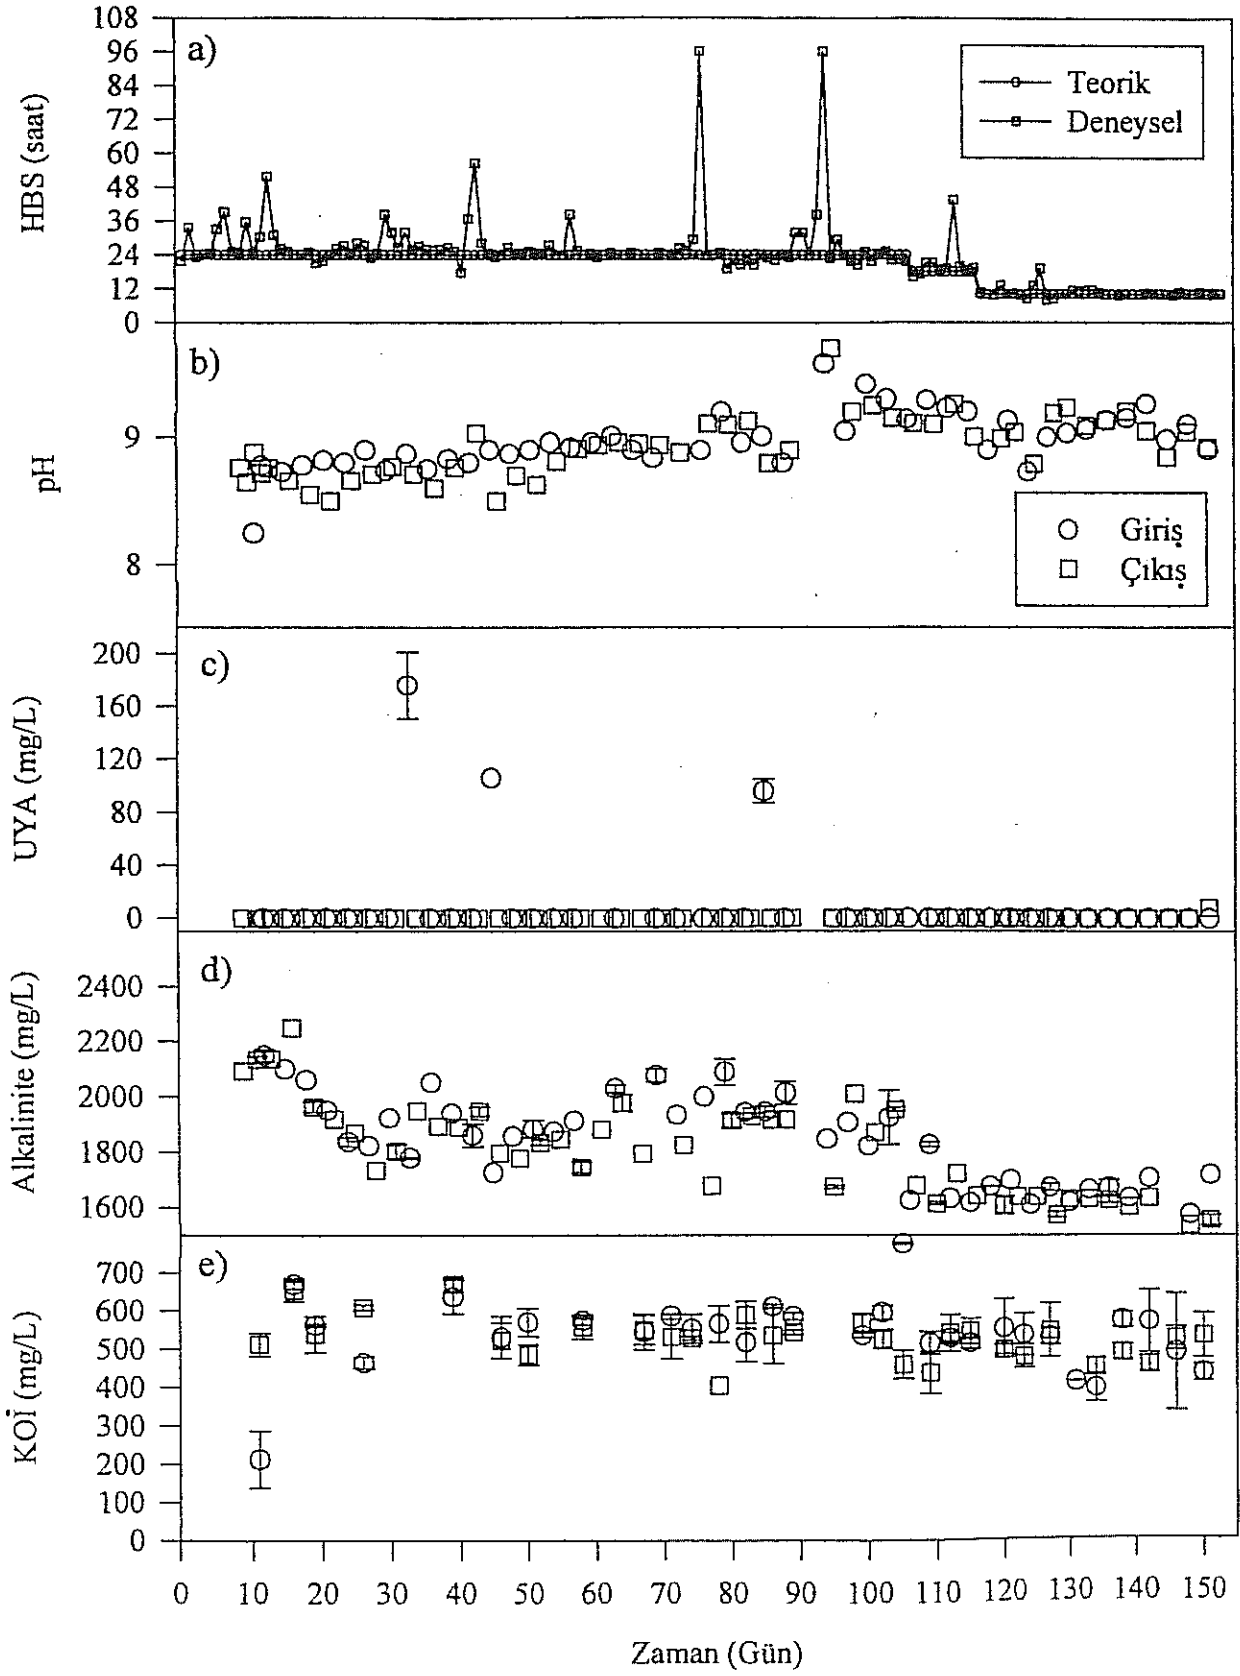 a)
HBS (saat)
108
96
84
72
60
48
36
24
12
0
Teorik
Deneysel
b)
pH
9
8
Giriş
Çıkış
c)
UYA (mg/L)
200
160
120
80
40
0
d)
Alkalinite (mg/L)
2400
2200
2000
1800
1600
e)
KOİ (mg/L)
700
600
500
400
300
200
100
0
0 10 20 30 40 50 60 70 80 90 100 110 120 130 140 150
Zaman (Gün)